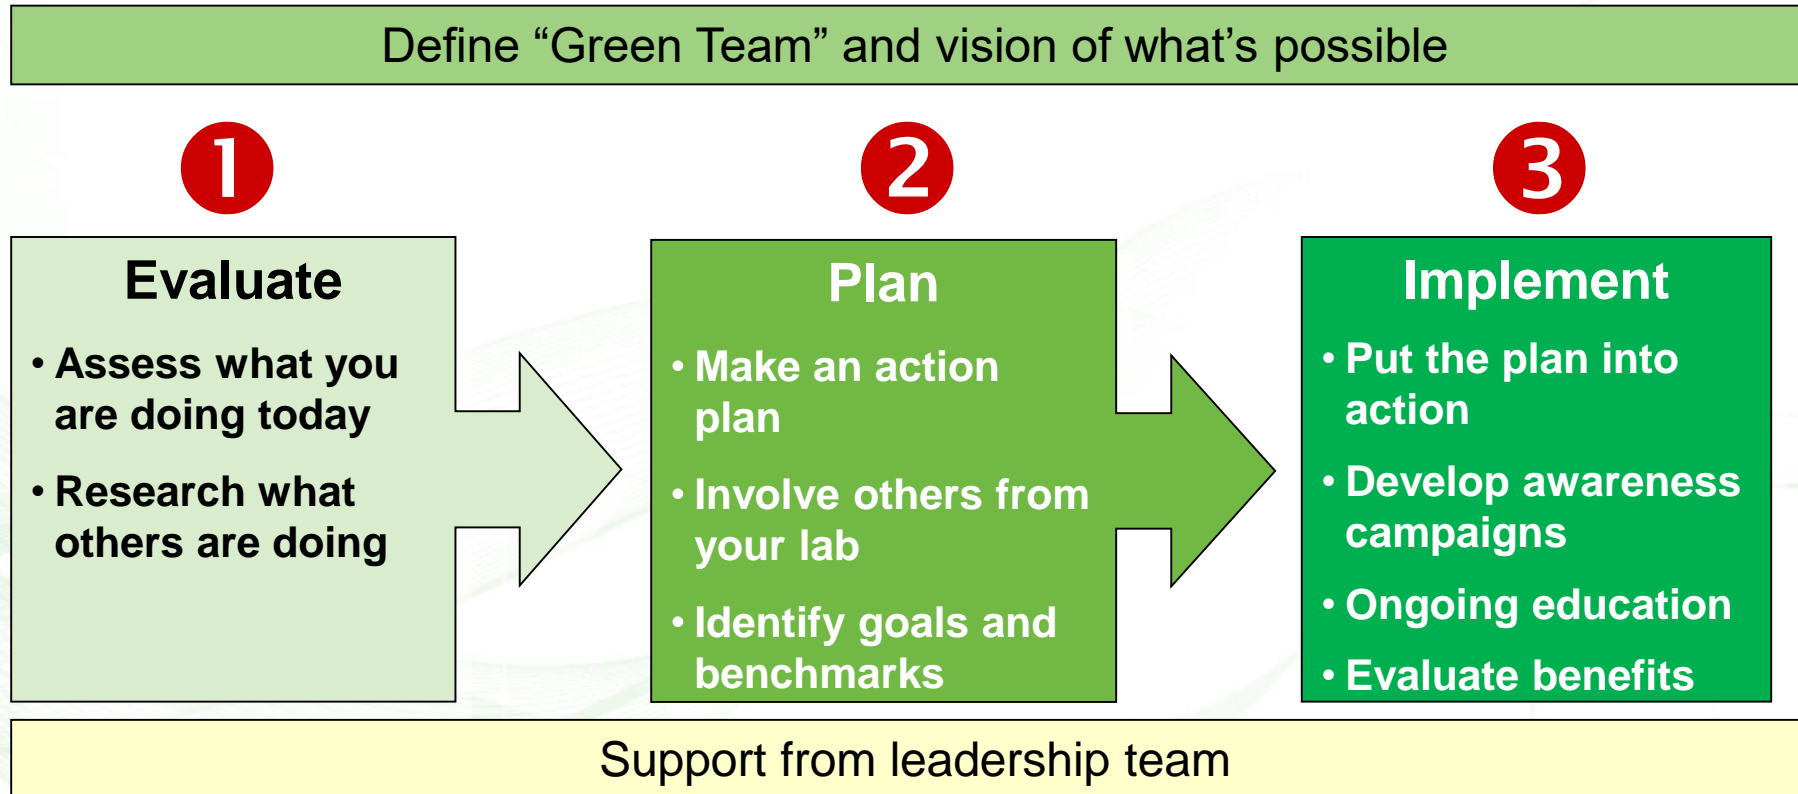 Define “Green Team” and vision of what’s possible
1
2
3
Evaluate
• Assess what you
are doing today
• Research what
others are doing
Plan
• Make an action
plan
• Involve others from
your lab
• Identify goals and
benchmarks
Implement
• Put the plan into
action
• Develop awareness
campaigns
• Ongoing education
• Evaluate benefits
Support from leadership team